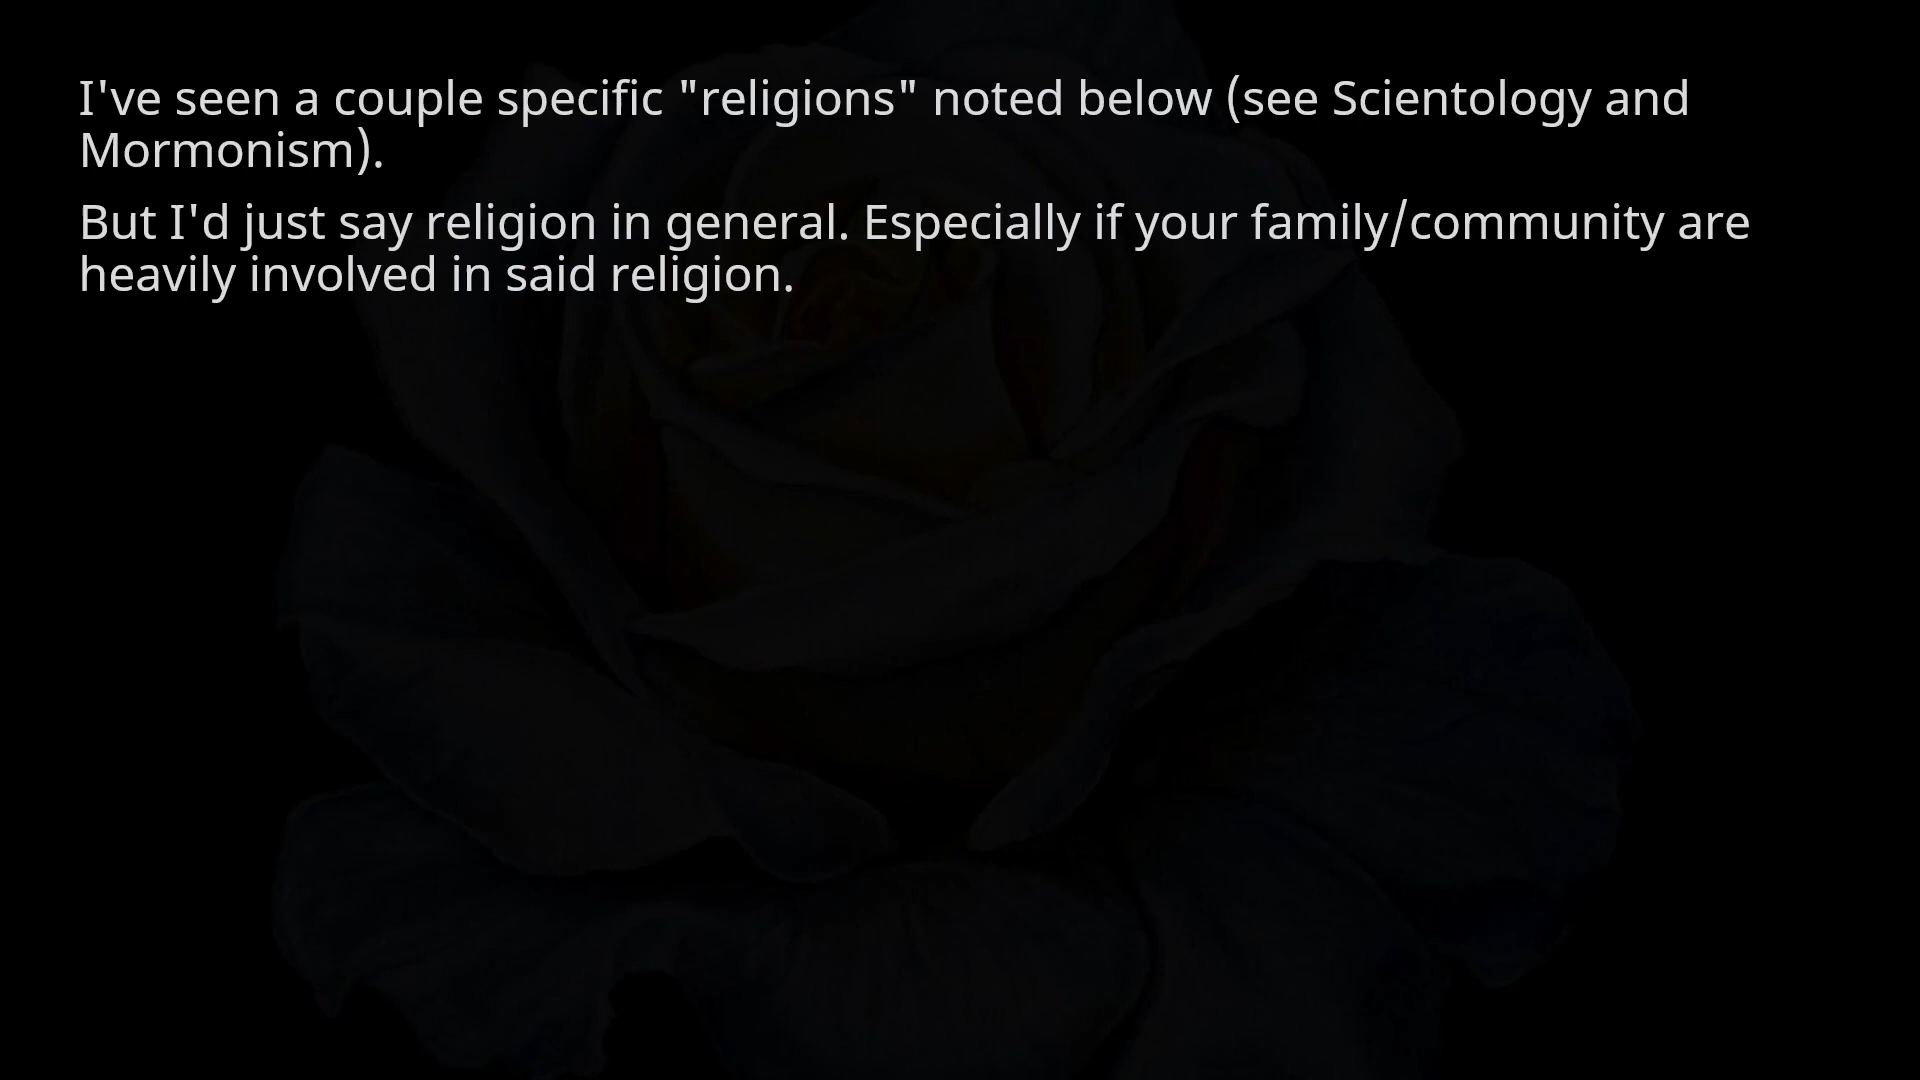 I've seen a couple specific "religions" noted below (see Scientology and
Mormonism).
But I'd just say religion in general. Especially if your family/community are
heavily involved in said religion.